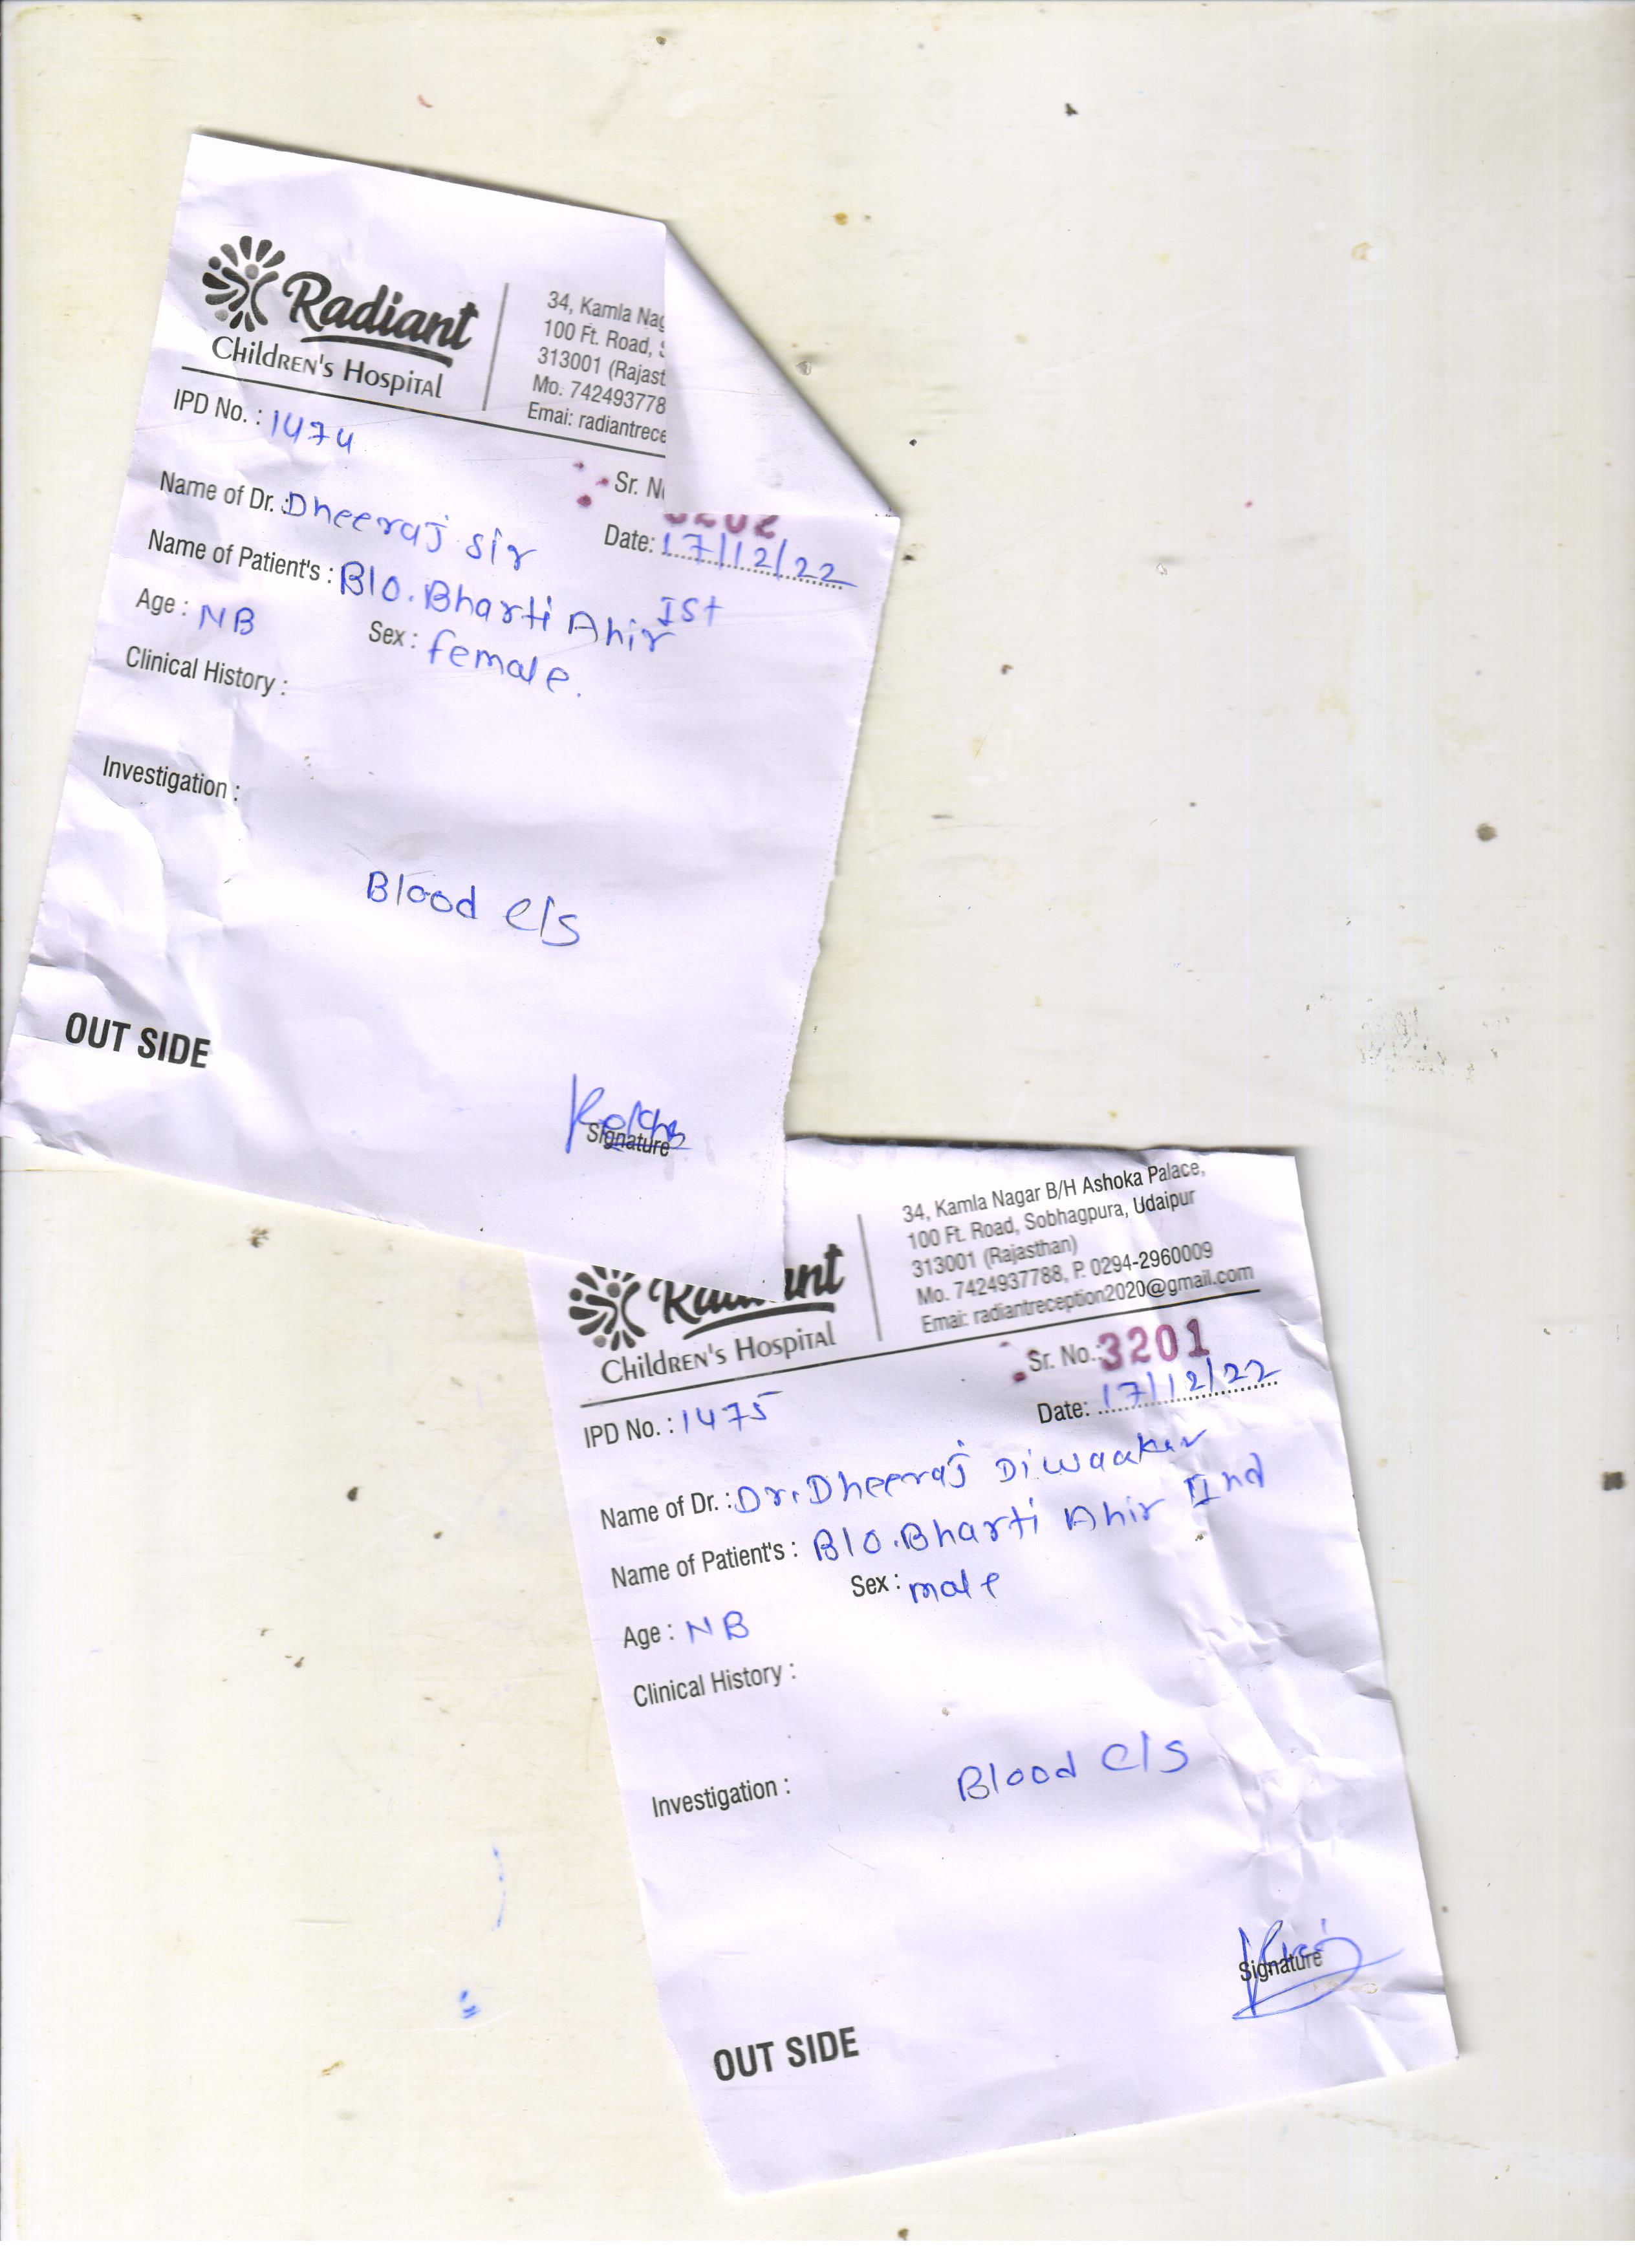 Radiant
Children's Hospital
34, Kamla Nag
100 Ft. Road, S
313001 (Rajast
Mo. 742493778
Emai: radiantrece
IPD No. : 1474
Sr. N
Name of Dr. : Dheeraj sir
Date: 17/12/22
Name of Patient's : B/o. Bharti Ahir Ist
Age : NB Sex : female.
Clinical History :
Investigation :
Blood c/s
OUT SIDE
Signature
Children's Hospital
34, Kamla Nagar B/H Ashoka Palace,
100 Ft. Road, Sobhagpura, Udaipur
313001 (Rajasthan)
Mo. 7424937788, P. 0294-2960009
Emai: radiantreception2020@gmail.com
Sr. No.: 3201
IPD No. : 1475
Date: 17/12/22
Name of Dr. : Dr. Dheeraj Diwaakar
Name of Patient's : B/o. Bharti Ahir IInd
Sex : male
Age : NB
Clinical History :
Investigation : Blood c/s
Signature
OUT SIDE